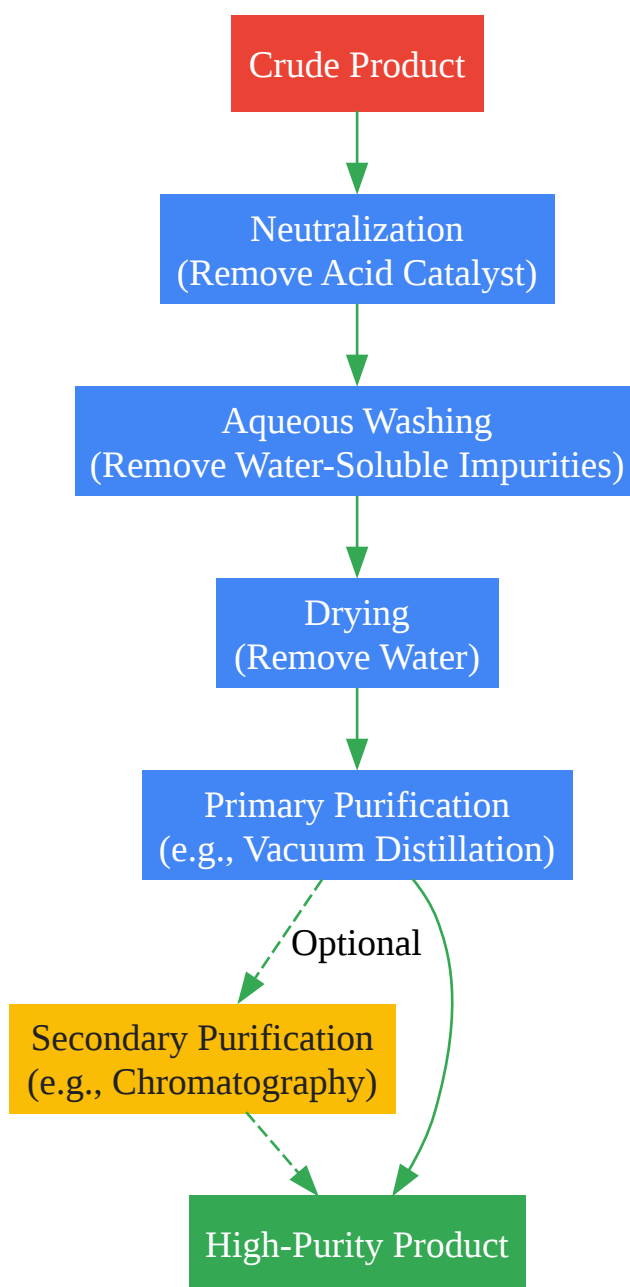 Crude Product
Neutralization
(Remove Acid Catalyst)
Aqueous Washing
(Remove Water-Soluble Impurities)
Drying
(Remove Water)
Primary Purification
(e.g., Vacuum Distillation)
Optional
Secondary Purification
(e.g., Chromatography)
High-Purity Product